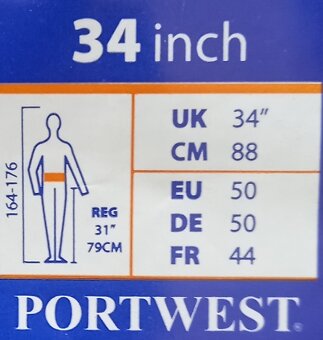 34 inch
164-176
REG
31"
79CM
UK 34"
CM 88
EU 50
DE 50
FR 44
PORTWEST®